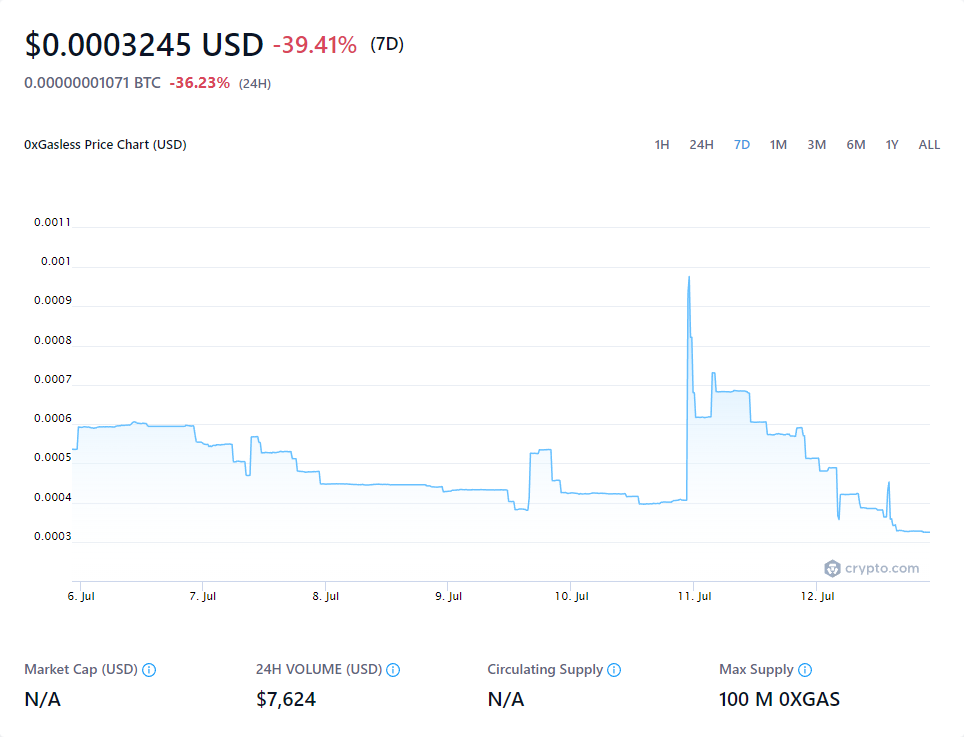 $0.0003245 USD -39.41% (7D)
0.00000001071 BTC -36.23% (24H)
0xGasless Price Chart (USD)
1H 24H 7D 1M 3M 6M 1Y ALL
0.0011
0.001
0.0009
0.0008
0.0007
0.0006
0.0005
0.0004
0.0003
crypto.com
6. Jul 7. Jul 8. Jul 9. Jul 10. Jul 11. Jul 12. Jul
Market Cap (USD) 24H VOLUME (USD) Circulating Supply Max Supply
N/A $7,624 N/A 100 M 0XGAS